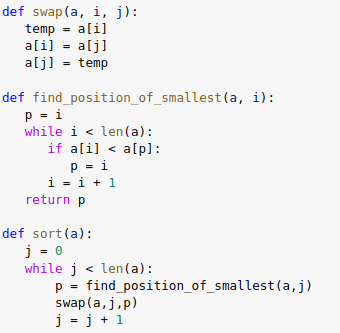 def swap(a, i, j):
   temp = a[i]
   a[i] = a[j]
   a[j] = temp

def find_position_of_smallest(a, i):
   p = i
   while i < len(a):
      if a[i] < a[p]:
         p = i
      i = i + 1
   return p

def sort(a):
   j = 0
   while j < len(a):
       p = find_position_of_smallest(a,j)
       swap(a,j,p)
       j = j + 1